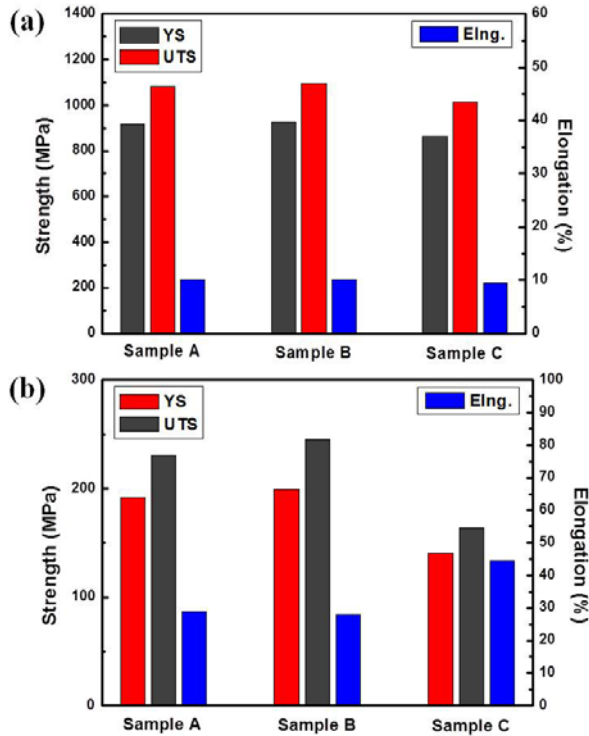 (a)
YS
UTS
Elng.
1400
1200
1000
800
600
400
200
0
Strength (MPa)
60
50
40
30
20
10
0
Elongation (%)
Sample A
Sample B
Sample C
(b)
YS
UTS
Elng.
300
200
100
0
Strength (MPa)
100
90
80
70
60
50
40
30
20
10
0
Elongation (%)
Sample A
Sample B
Sample C